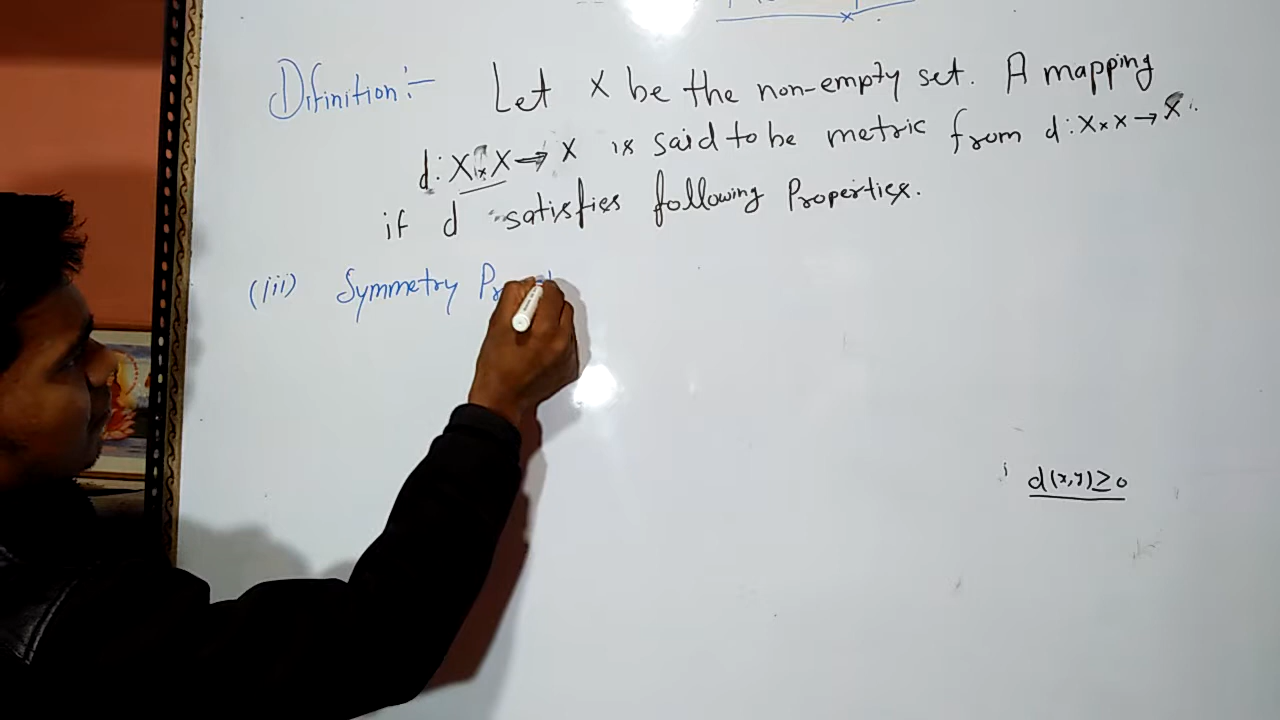 Difinition:- Let X be the non-empty set. A mapping
d: X x X → X is said to be metric from d: X x X → X
if d satisfies following Properties.
(iii) Symmetry
d(x,y) ≥ 0